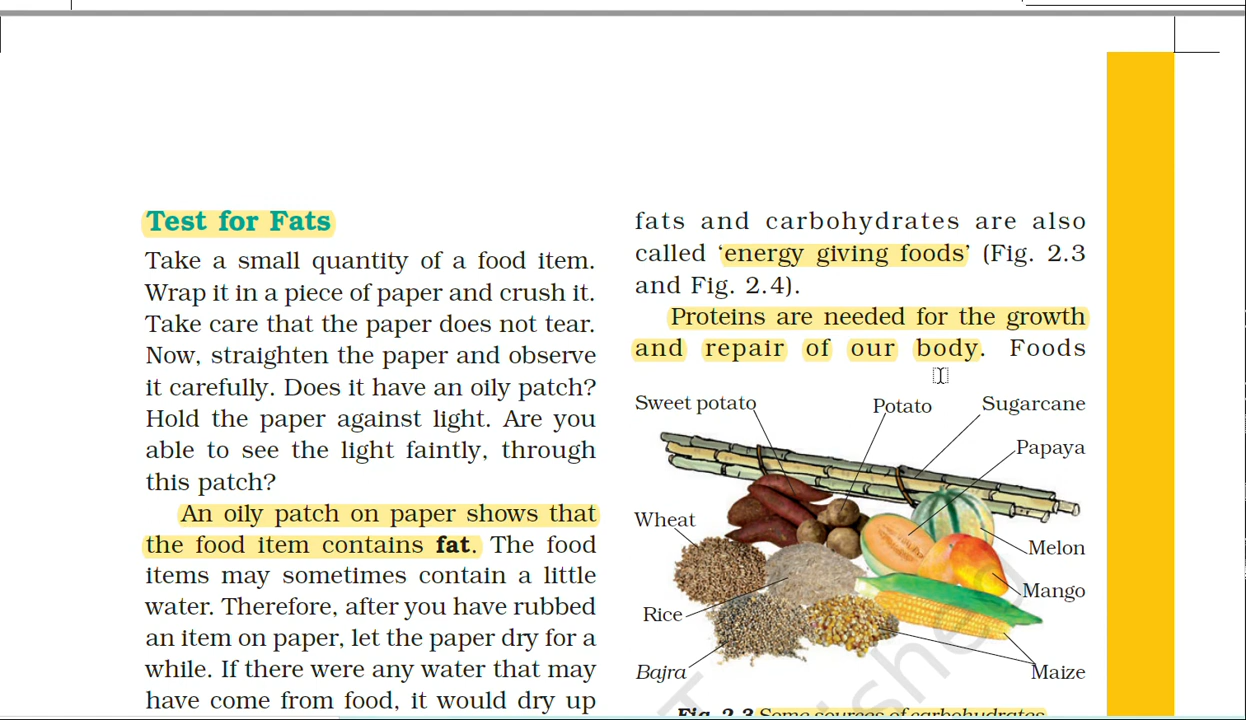 Test for Fats
Take a small quantity of a food item.
Wrap it in a piece of paper and crush it.
Take care that the paper does not tear.
Now, straighten the paper and observe
it carefully. Does it have an oily patch?
Hold the paper against light. Are you
able to see the light faintly, through
this patch?
An oily patch on paper shows that
the food item contains fat. The food
items may sometimes contain a little
water. Therefore, after you have rubbed
an item on paper, let the paper dry for a
while. If there were any water that may
have come from food, it would dry up
fats and carbohydrates are also
called ‘energy giving foods’ (Fig. 2.3
and Fig. 2.4).
Proteins are needed for the growth
and repair of our body. Foods
Sweet potato
Potato
Sugarcane
Papaya
Wheat
Melon
Mango
Rice
Bajra
Maize
Fig. 2.3 Some sources of carbohydrates